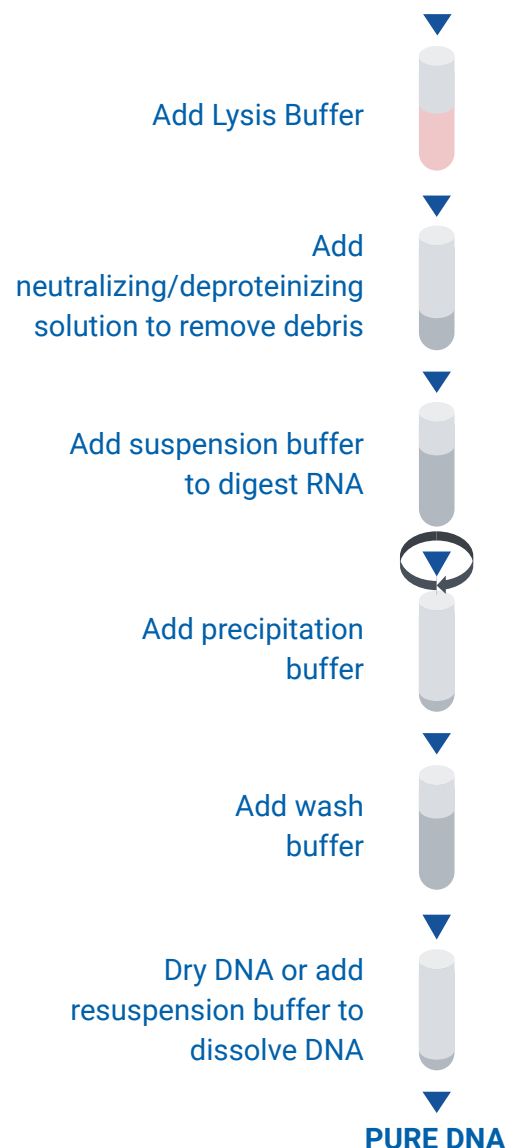 Add Lysis Buffer
Add
neutralizing/deproteinizing
solution to remove debris
Add suspension buffer
to digest RNA
Add precipitation
buffer
Add wash
buffer
Dry DNA or add
resuspension buffer to
dissolve DNA
PURE DNA